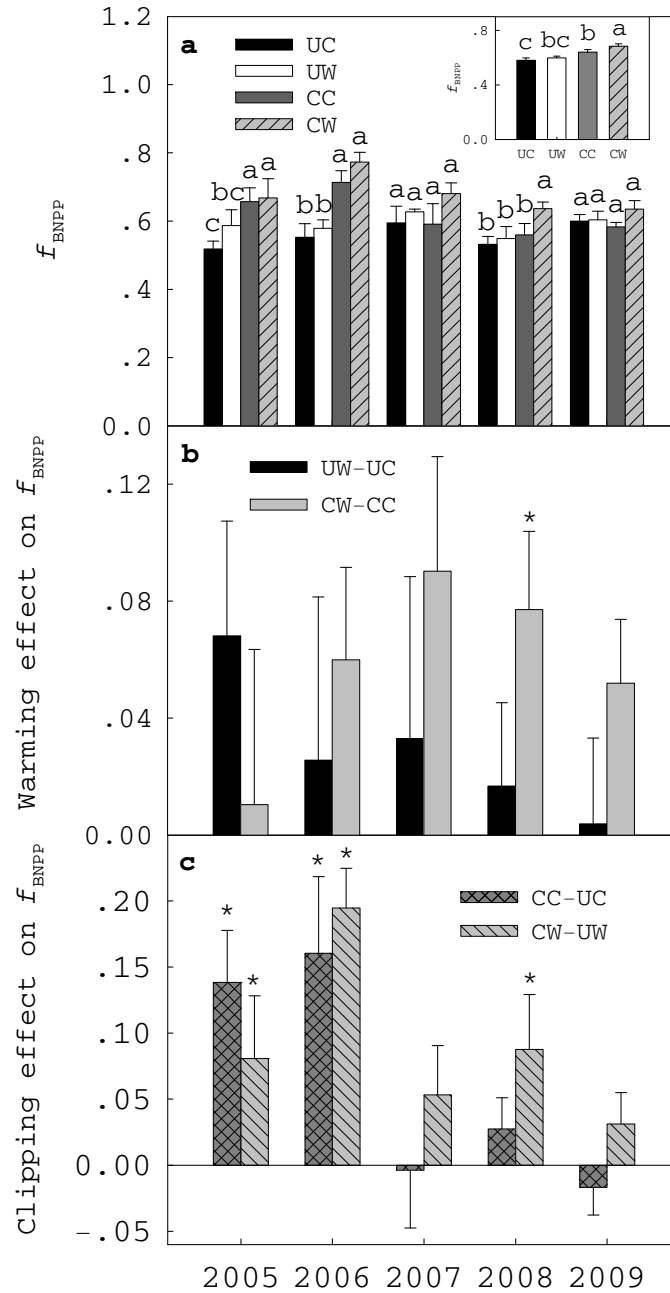 1.2
1.0
.8
.6
.4
.2
0.0
f BNPP
a
UC
UW
CC
CW
.8
.4
0.0
f BNPP
c bc b a
UC UW CC CW
c bc a a
b b a a
a a a a
b b b a
a a a a
b
.12
.08
.04
0.00
Warming effect on f BNPP
UW-UC
CW-CC
*
c
.20
.15
.10
.05
0.00
-.05
Clipping effect on f BNPP
CC-UC
CW-UW
* *
* *
*
2005 2006 2007 2008 2009